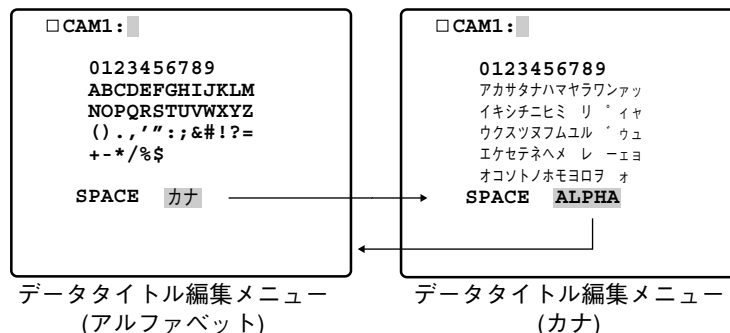 □CAM1:
0123456789
ABCDEFGHIJKLM
NOPQRSTUVWXYZ
().,'″:;&#!?=
+-*/%$
SPACE カナ
データタイトル編集メニュー
(アルファベット)
□CAM1:
0123456789
アカサタナハマヤラワンァッ
イキシチニヒミ リ ゜ィャ
ウクスツヌフムユル ゛ゥュ
エケセテネヘメ レ ーェョ
オコソトノホモヨロヲ ォ
SPACE ALPHA
データタイトル編集メニュー
(カナ)